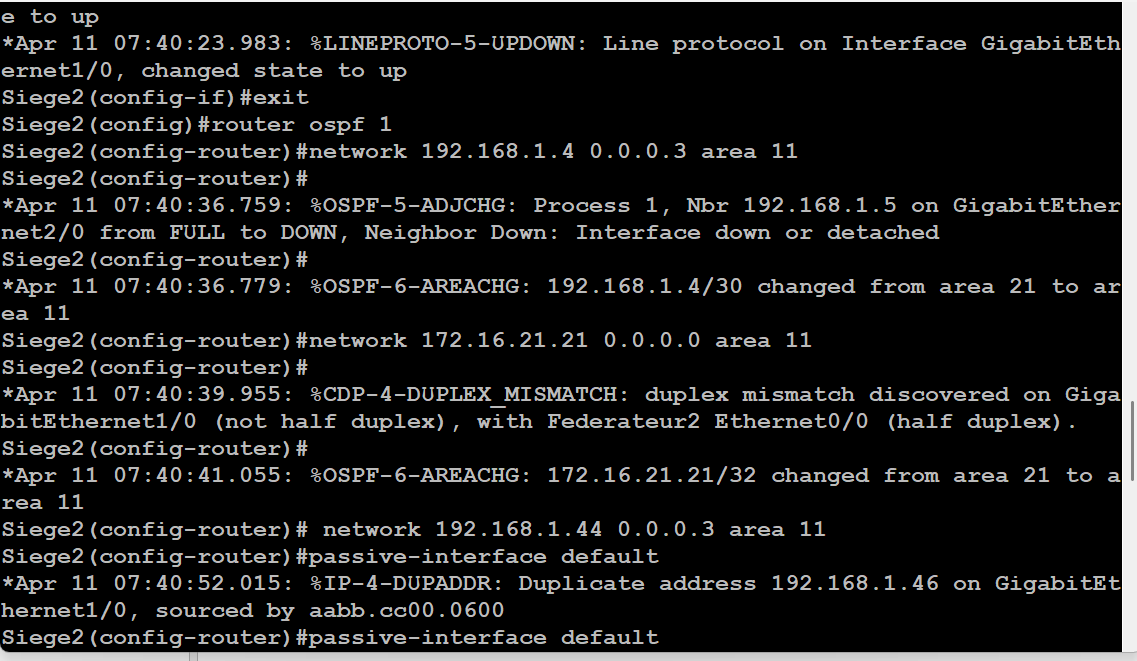 e to up
*Apr 11 07:40:23.983: %LINEPROTO-5-UPDOWN: Line protocol on Interface GigabitEth
ernet1/0, changed state to up
Siege2(config-if)#exit
Siege2(config)#router ospf 1
Siege2(config-router)#network 192.168.1.4 0.0.0.3 area 11
Siege2(config-router)#
*Apr 11 07:40:36.759: %OSPF-5-ADJCHG: Process 1, Nbr 192.168.1.5 on GigabitEther
net2/0 from FULL to DOWN, Neighbor Down: Interface down or detached
Siege2(config-router)#
*Apr 11 07:40:36.779: %OSPF-6-AREACHG: 192.168.1.4/30 changed from area 21 to ar
ea 11
Siege2(config-router)#network 172.16.21.21 0.0.0.0 area 11
Siege2(config-router)#
*Apr 11 07:40:39.955: %CDP-4-DUPLEX_MISMATCH: duplex mismatch discovered on Giga
bitEthernet1/0 (not half duplex), with Federateur2 Ethernet0/0 (half duplex).
Siege2(config-router)#
*Apr 11 07:40:41.055: %OSPF-6-AREACHG: 172.16.21.21/32 changed from area 21 to a
rea 11
Siege2(config-router)# network 192.168.1.44 0.0.0.3 area 11
Siege2(config-router)#passive-interface default
*Apr 11 07:40:52.015: %IP-4-DUPADDR: Duplicate address 192.168.1.46 on GigabitEt
hernet1/0, sourced by aabb.cc00.0600
Siege2(config-router)#passive-interface default